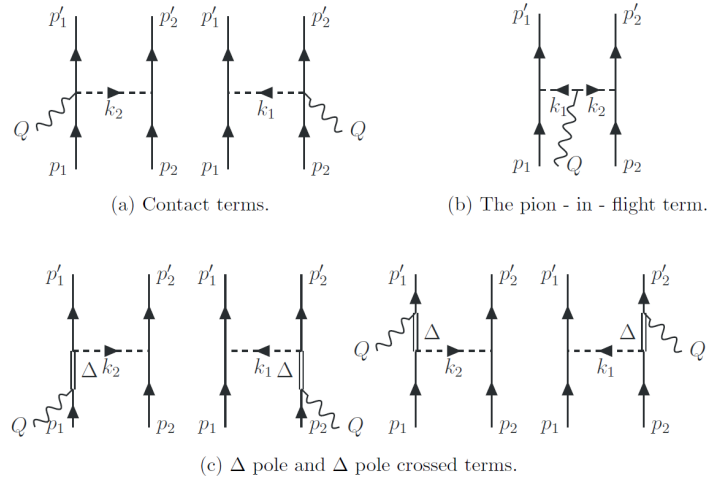 p′₁ p′₂ p′₁ p′₂ p′₁ p′₂
Q k₂ k₁ Q k₁ k₂
p₁ p₂ p₁ p₂ p₁ Q p₂
(a) Contact terms.
(b) The pion - in - flight term.
p′₁ p′₂ p′₁ p′₂ p′₁ p′₂ p′₁ p′₂
Q Δ k₂ Δ Q
Δ k₂ k₁ Δ k₁
Q p₁ p₂ p₁ p₂ Q p₁ p₂ p₁ p₂
(c) Δ pole and Δ pole crossed terms.